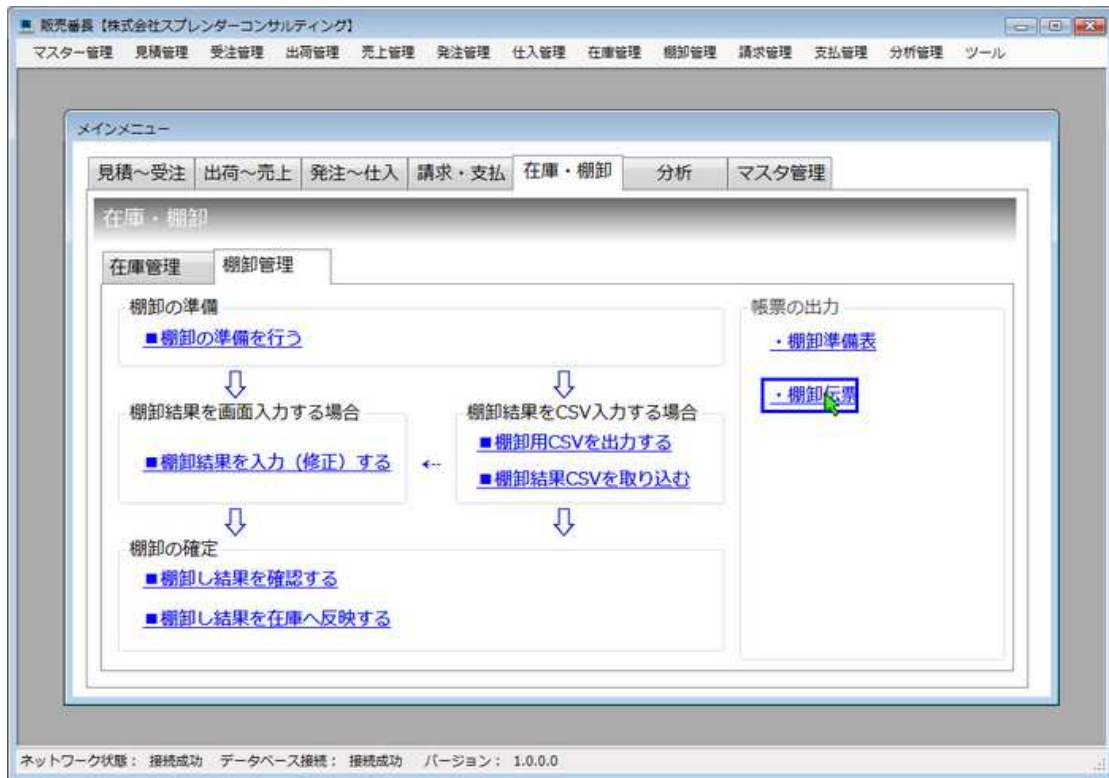 販売番長【株式会社スプレンダーコンサルティング】
マスター管理 見積管理 受注管理 出荷管理 売上管理 発注管理 仕入管理 在庫管理 棚卸管理 請求管理 支払管理 分析管理 ツール
メインメニュー
見積～受注 出荷～売上 発注～仕入 請求・支払 在庫・棚卸 分析 マスタ管理
在庫・棚卸
在庫管理 棚卸管理
棚卸の準備
■棚卸の準備を行う
棚卸結果を画面入力する場合
■棚卸結果を入力（修正）する
棚卸結果をCSV入力する場合
■棚卸用CSVを出力する
■棚卸結果CSVを取り込む
棚卸の確定
■棚卸し結果を確認する
■棚卸し結果を在庫へ反映する
帳票の出力
・棚卸準備表
・棚卸伝票
ネットワーク状態： 接続成功 データベース接続： 接続成功 バージョン： 1.0.0.0